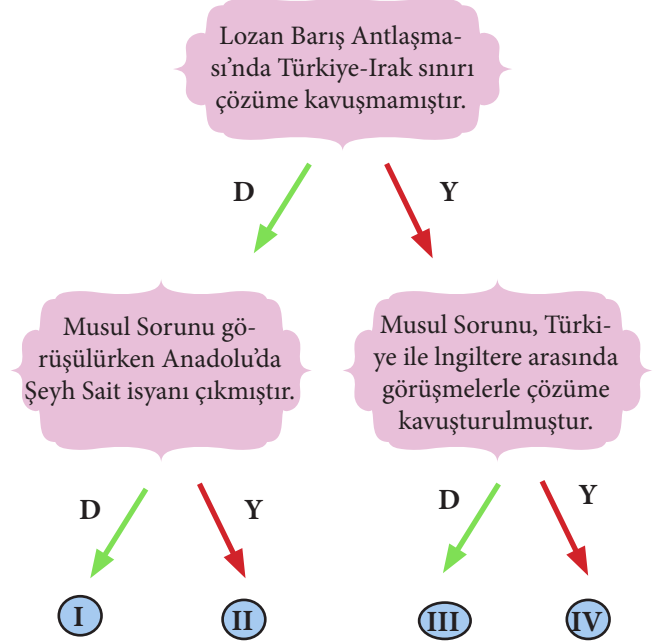 Lozan Barış Antlaşma-
sı'nda Türkiye-Irak sınırı
çözüme kavuşmamıştır.
D
Y
Musul Sorunu gö-
rüşülürken Anadolu'da
Şeyh Sait isyanı çıkmıştır.
Musul Sorunu, Türki-
ye ile lngiltere arasında
görüşmelerle çözüme
kavuşturulmuştur.
D
Y
D
Y
I
II
III
IV